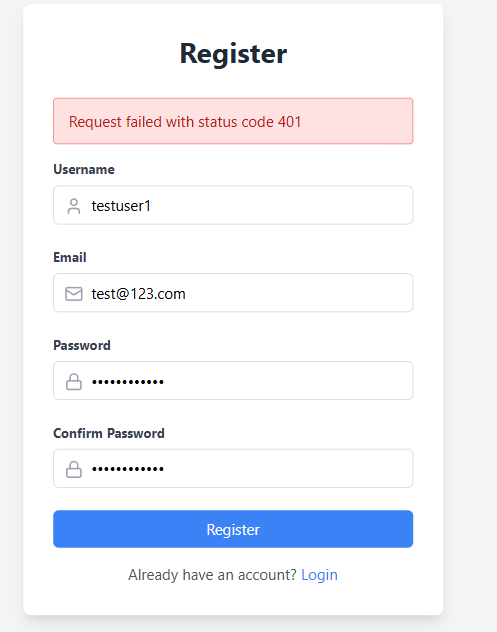 Register
Request failed with status code 401
Username
testuser1
Email
test@123.com
Password
••••••••••••
Confirm Password
••••••••••••
Register
Already have an account? Login